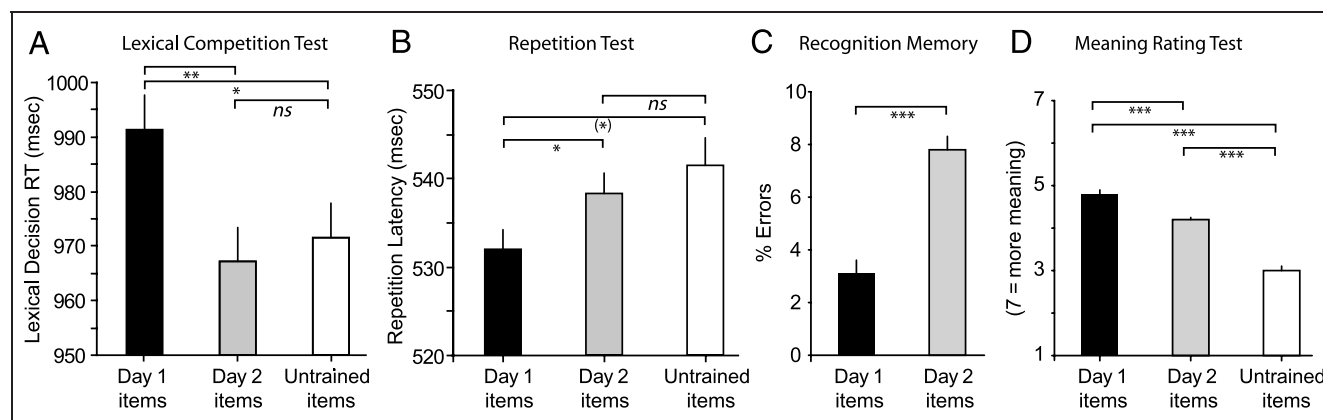 A Lexical Competition Test
Lexical Decision RT (msec)
1000
990
980
970
960
950
**
*
ns
Day 1 items
Day 2 items
Untrained items
B Repetition Test
Repetition Latency (msec)
550
540
530
520
ns
(*)
*
Day 1 items
Day 2 items
Untrained items
C Recognition Memory
% Errors
10
8
6
4
2
0
***
Day 1 items
Day 2 items
D Meaning Rating Test
(7 = more meaning)
7
5
3
1
***
***
***
Day 1 items
Day 2 items
Untrained items